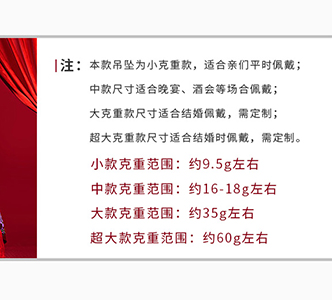 注：本款吊坠为小克重款，适合亲们平时佩戴；
中款尺寸适合晚宴、酒会等场合佩戴；
大克重款尺寸适合结婚佩戴，需定制；
超大克重款尺寸适合结婚时佩戴，需定制。
小款克重范围：约9.5g左右
中款克重范围：约16-18g左右
大款克重范围：约35g左右
超大款克重范围：约60g左右